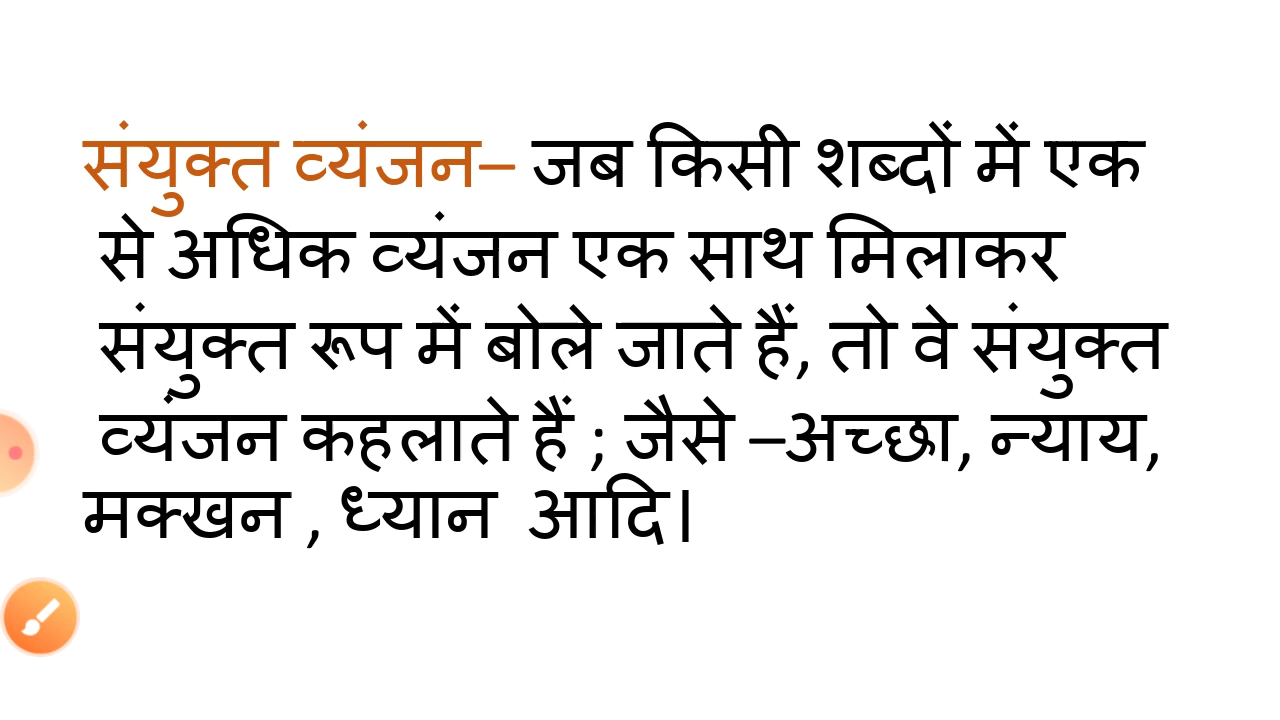 संयुक्त व्यंजन– जब किसी शब्दों में एक
से अधिक व्यंजन एक साथ मिलाकर
संयुक्त रूप में बोले जाते हैं, तो वे संयुक्त
व्यंजन कहलाते हैं ; जैसे –अच्छा, न्याय,
मक्खन , ध्यान आदि।